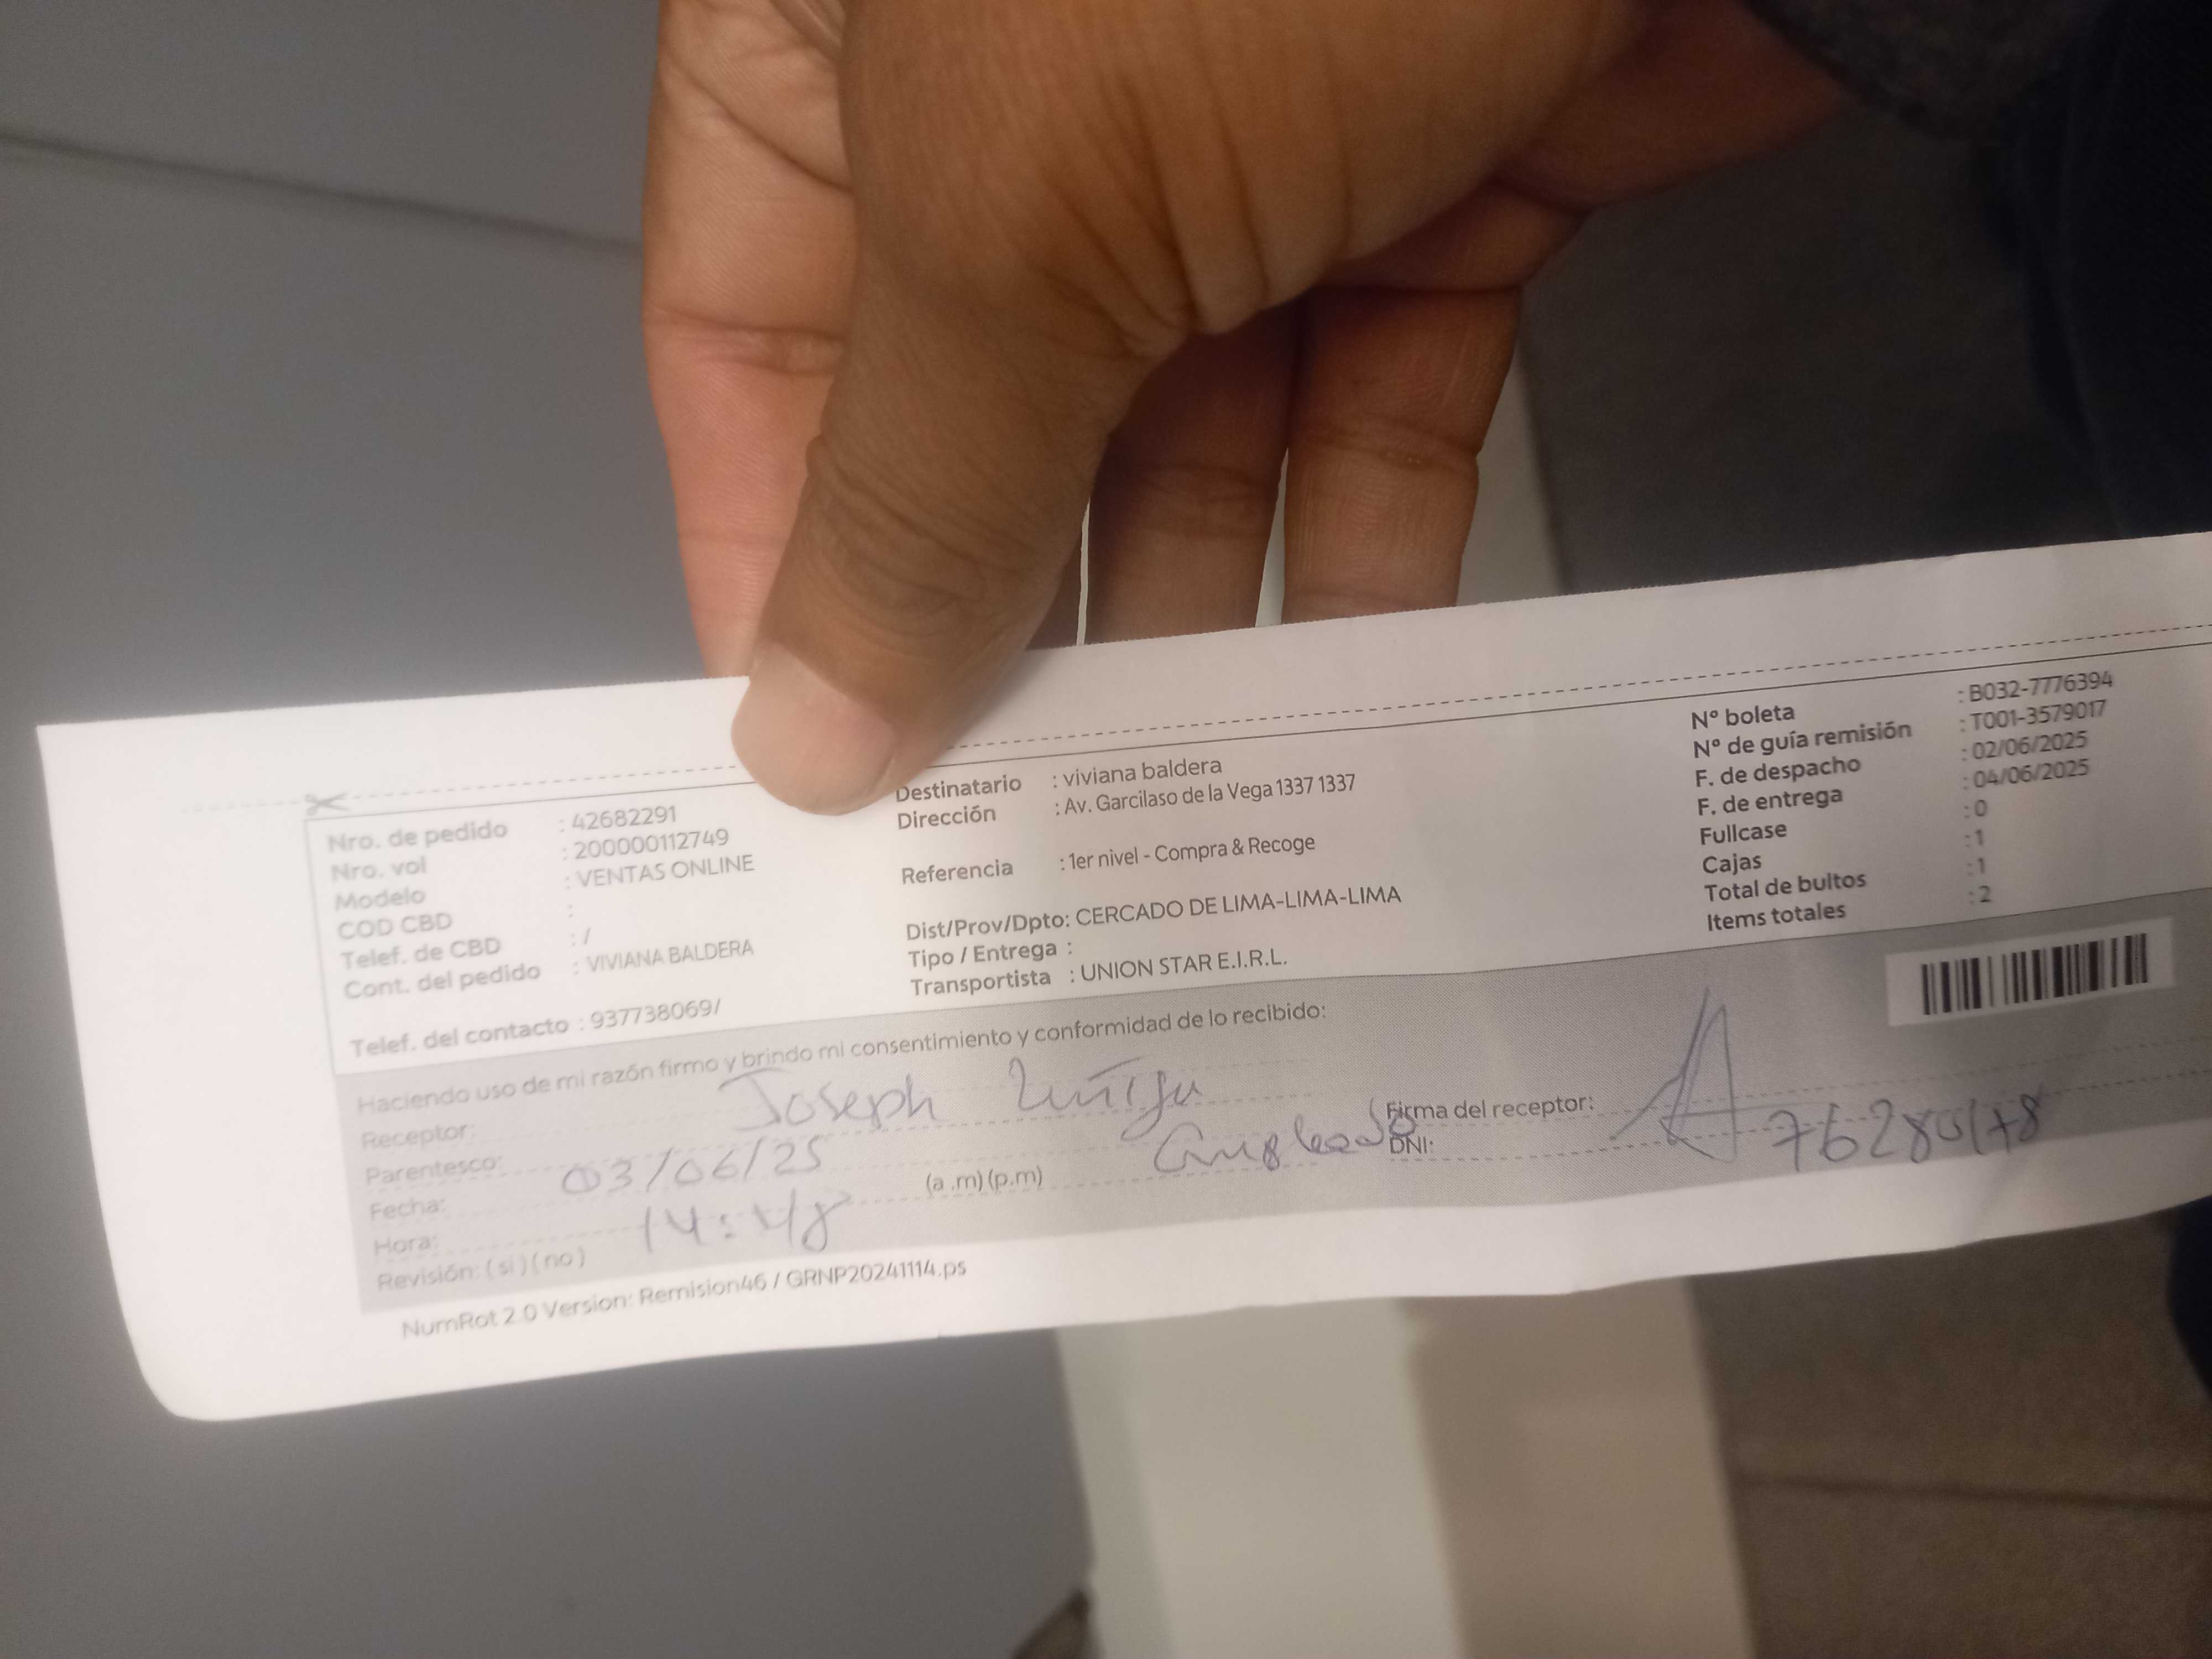 Nro. de pedido : 42682291
Nro. vol : 200000112749
Modelo : VENTAS ONLINE
COD CBD :
Telef. de CBD : /
Cont. del pedido : VIVIANA BALDERA
Telef. del contacto : 937738069/
Destinatario : viviana baldera
Dirección : Av. Garcilaso de la Vega 1337 1337
Referencia : 1er nivel - Compra & Recoge
Dist/Prov/Dpto: CERCADO DE LIMA-LIMA-LIMA
Tipo / Entrega :
Transportista : UNION STAR E.I.R.L.
N° boleta : B032-7776394
N° de guía remisión : T001-3579017
F. de despacho : 02/06/2025
F. de entrega : 04/06/2025
Fullcase : 0
Cajas : 1
Total de bultos : 1
Items totales : 2
Haciendo uso de mi razón firmo y brindo mi consentimiento y conformidad de lo recibido:
Receptor: Joseph
Parentesco:
Fecha: 03/06/25
Hora: 14:48 (a .m) (p.m)
Revisión: ( si ) ( no )
Firma del receptor:
DNI:
NumRot 2.0 Version: Remision46 / GRNP20241114.ps